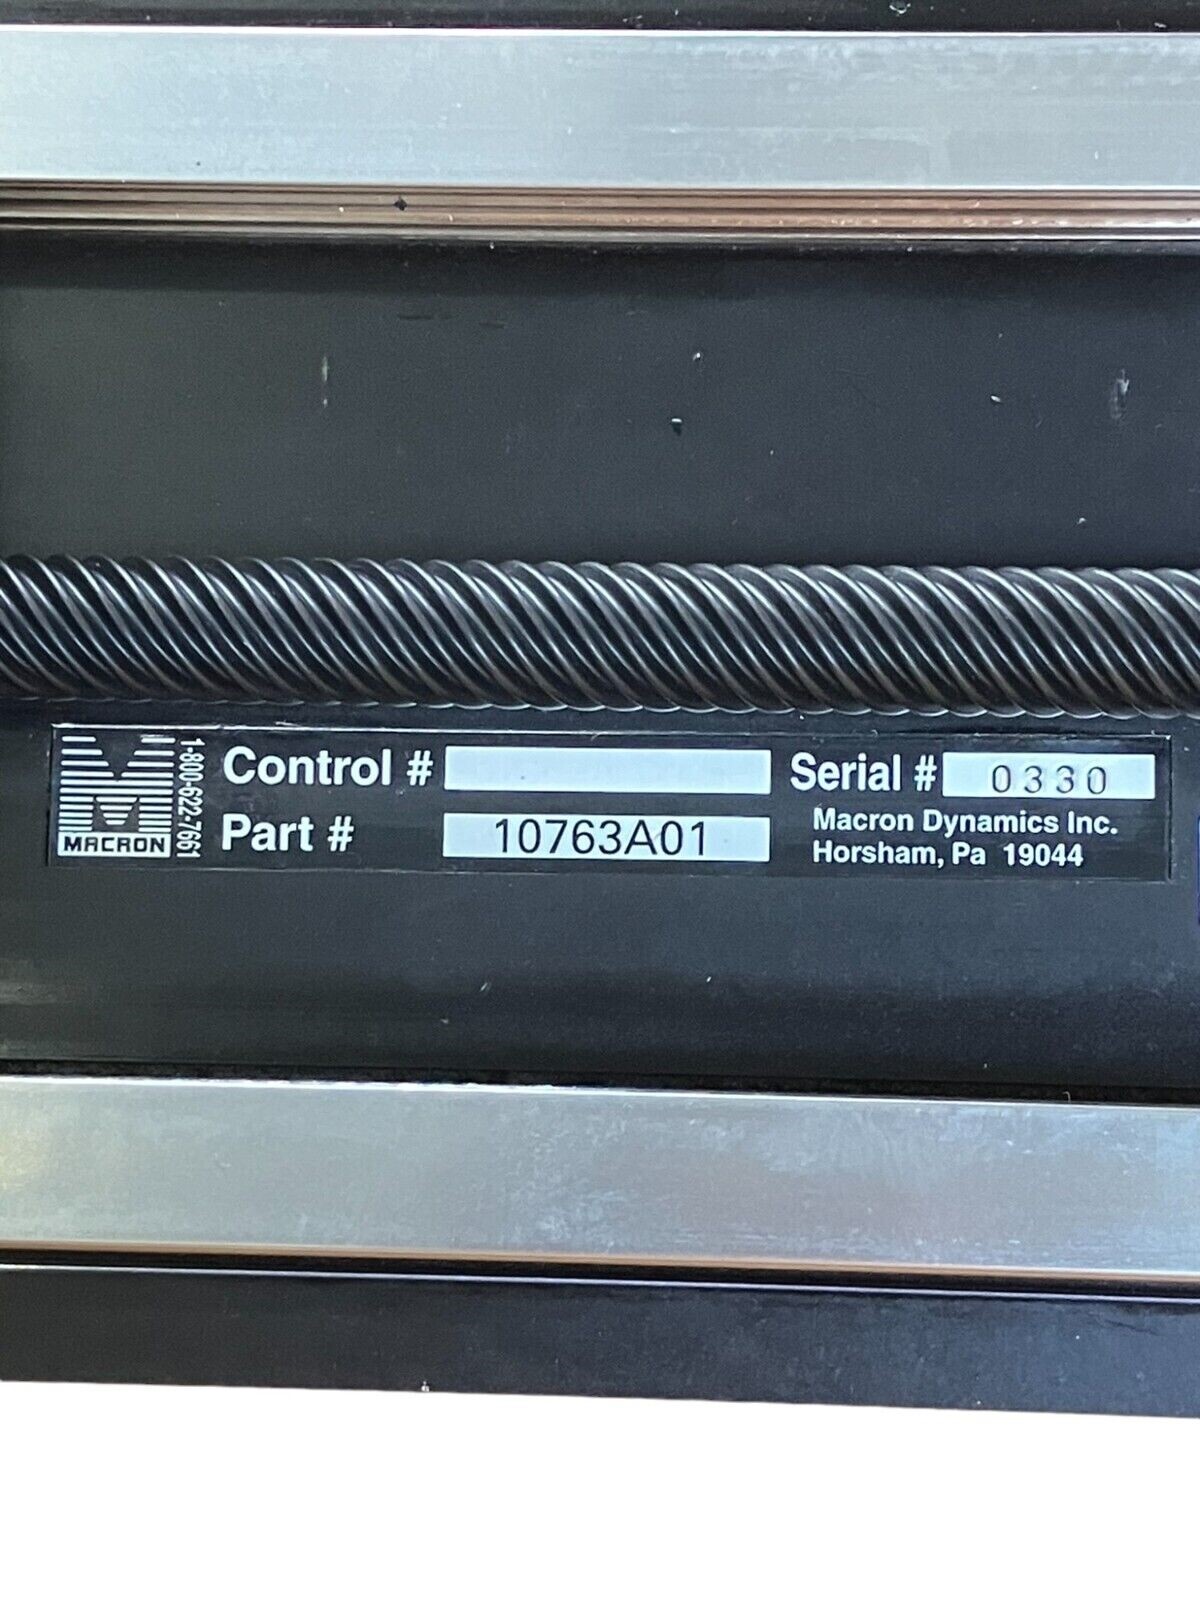 MACRON
1-800-622-7661
Control #
Part # 10763A01
Serial # 0330
Macron Dynamics Inc.
Horsham, Pa 19044